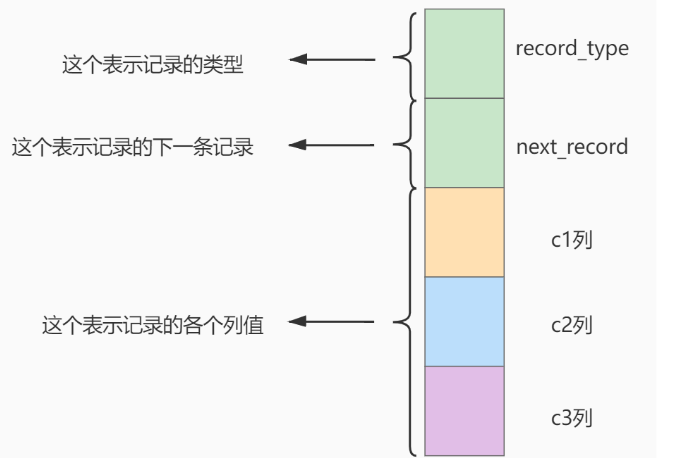 这个表示记录的类型
record_type
这个表示记录的下一条记录
next_record
c1列
这个表示记录的各个列值
c2列
c3列